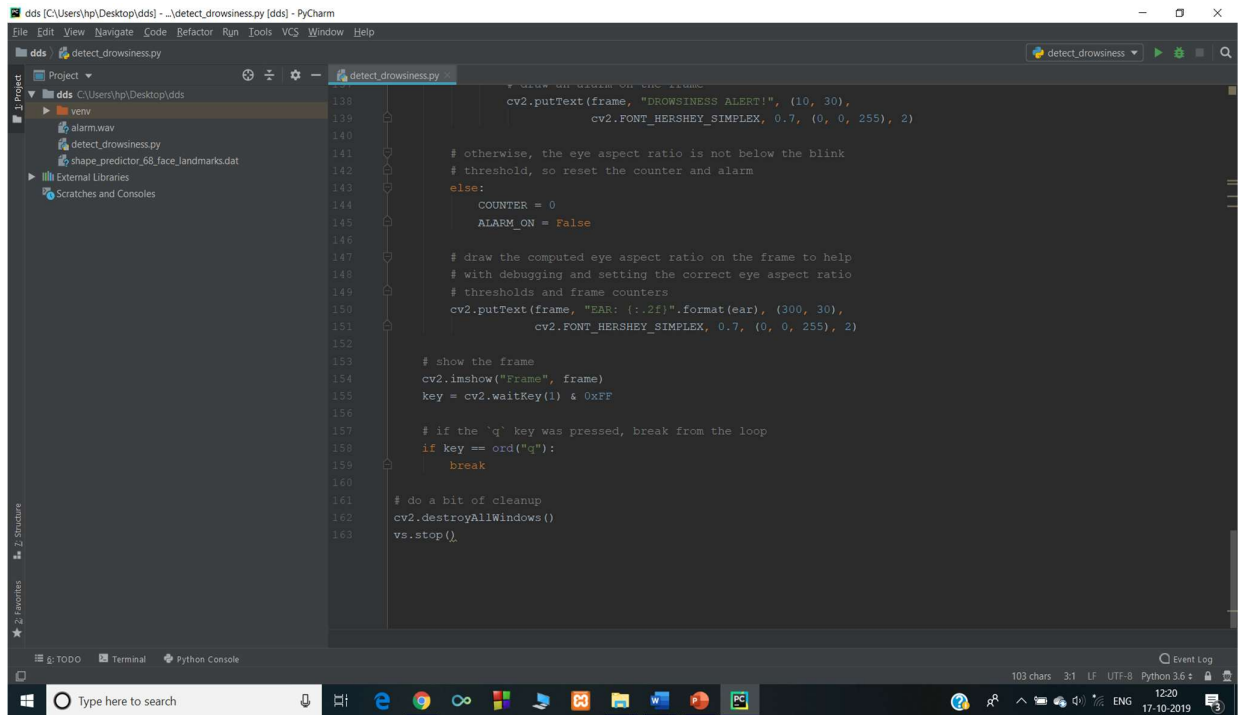 dds [C:\Users\hp\Desktop\dds] - ...\detect_drowsiness.py [dds] - PyCharm
File Edit View Navigate Code Refactor Run Tools VCS Window Help
dds detect_drowsiness.py detect_drowsiness
1: Project
Project
detect_drowsiness.py
dds C:\Users\hp\Desktop\dds
venv
alarm.wav
detect_drowsiness.py
shape_predictor_68_face_landmarks.dat
External Libraries
Scratches and Consoles
137 # draw an alarm on the frame
138 cv2.putText(frame, "DROWSINESS ALERT!", (10, 30),
139 cv2.FONT_HERSHEY_SIMPLEX, 0.7, (0, 0, 255), 2)
140
141 # otherwise, the eye aspect ratio is not below the blink
142 # threshold, so reset the counter and alarm
143 else:
144 COUNTER = 0
145 ALARM_ON = False
146
147 # draw the computed eye aspect ratio on the frame to help
148 # with debugging and setting the correct eye aspect ratio
149 # thresholds and frame counters
150 cv2.putText(frame, "EAR: {:.2f}".format(ear), (300, 30),
151 cv2.FONT_HERSHEY_SIMPLEX, 0.7, (0, 0, 255), 2)
152
153 # show the frame
154 cv2.imshow("Frame", frame)
155 key = cv2.waitKey(1) & 0xFF
156
157 # if the `q` key was pressed, break from the loop
158 if key == ord("q"):
159 break
160
161 # do a bit of cleanup
162 cv2.destroyAllWindows()
163 vs.stop()
7: Structure
2: Favorites
6: TODO Terminal Python Console Event Log
103 chars 3:1 LF UTF-8 Python 3.6
Type here to search
ENG
12:20
17-10-2019
3